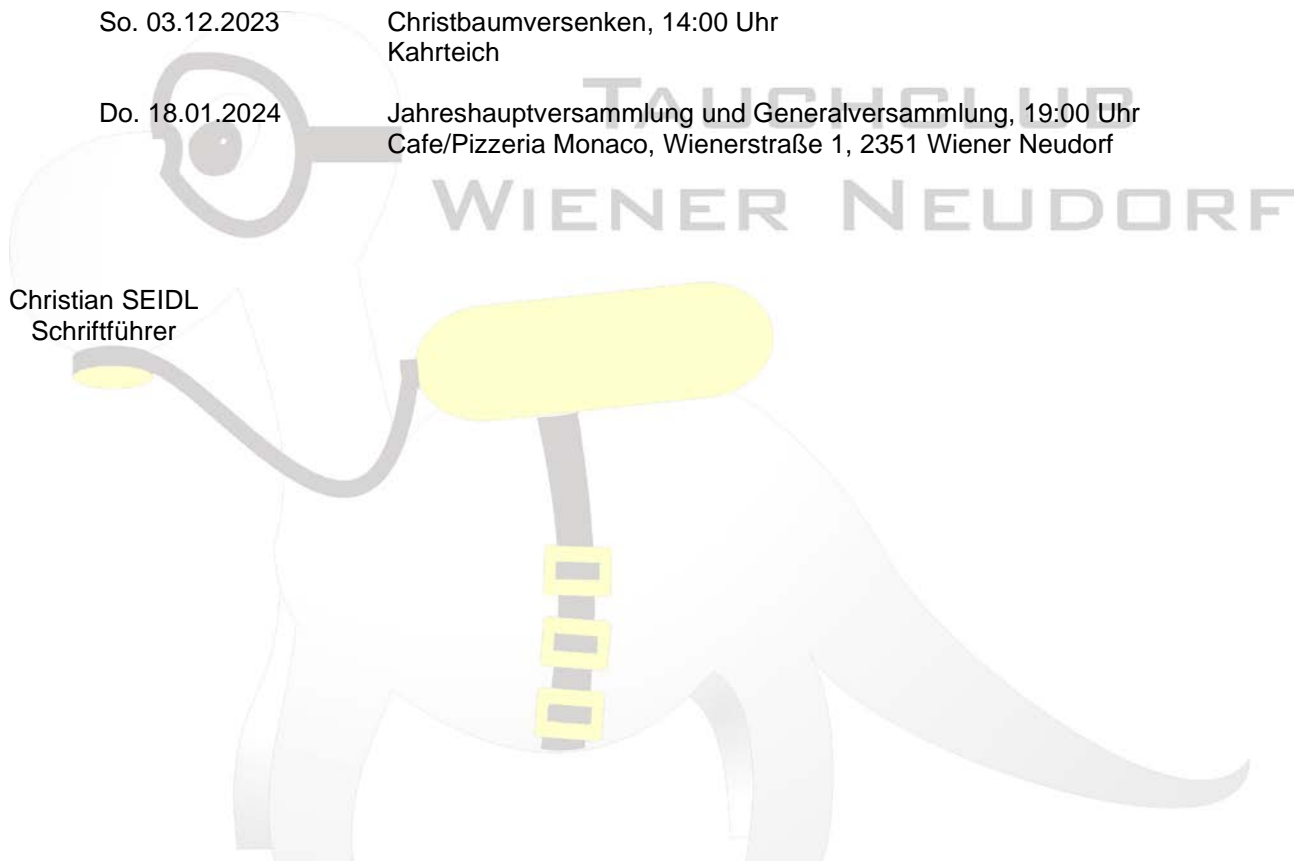 So. 03.12.2023 Christbaumversenken, 14:00 Uhr
Kahrteich
Do. 18.01.2024 Jahreshauptversammlung und Generalversammlung, 19:00 Uhr
Cafe/Pizzeria Monaco, Wienerstraße 1, 2351 Wiener Neudorf
TAUCHCLUB
WIENER NEUDORF
Christian SEIDL
Schriftführer